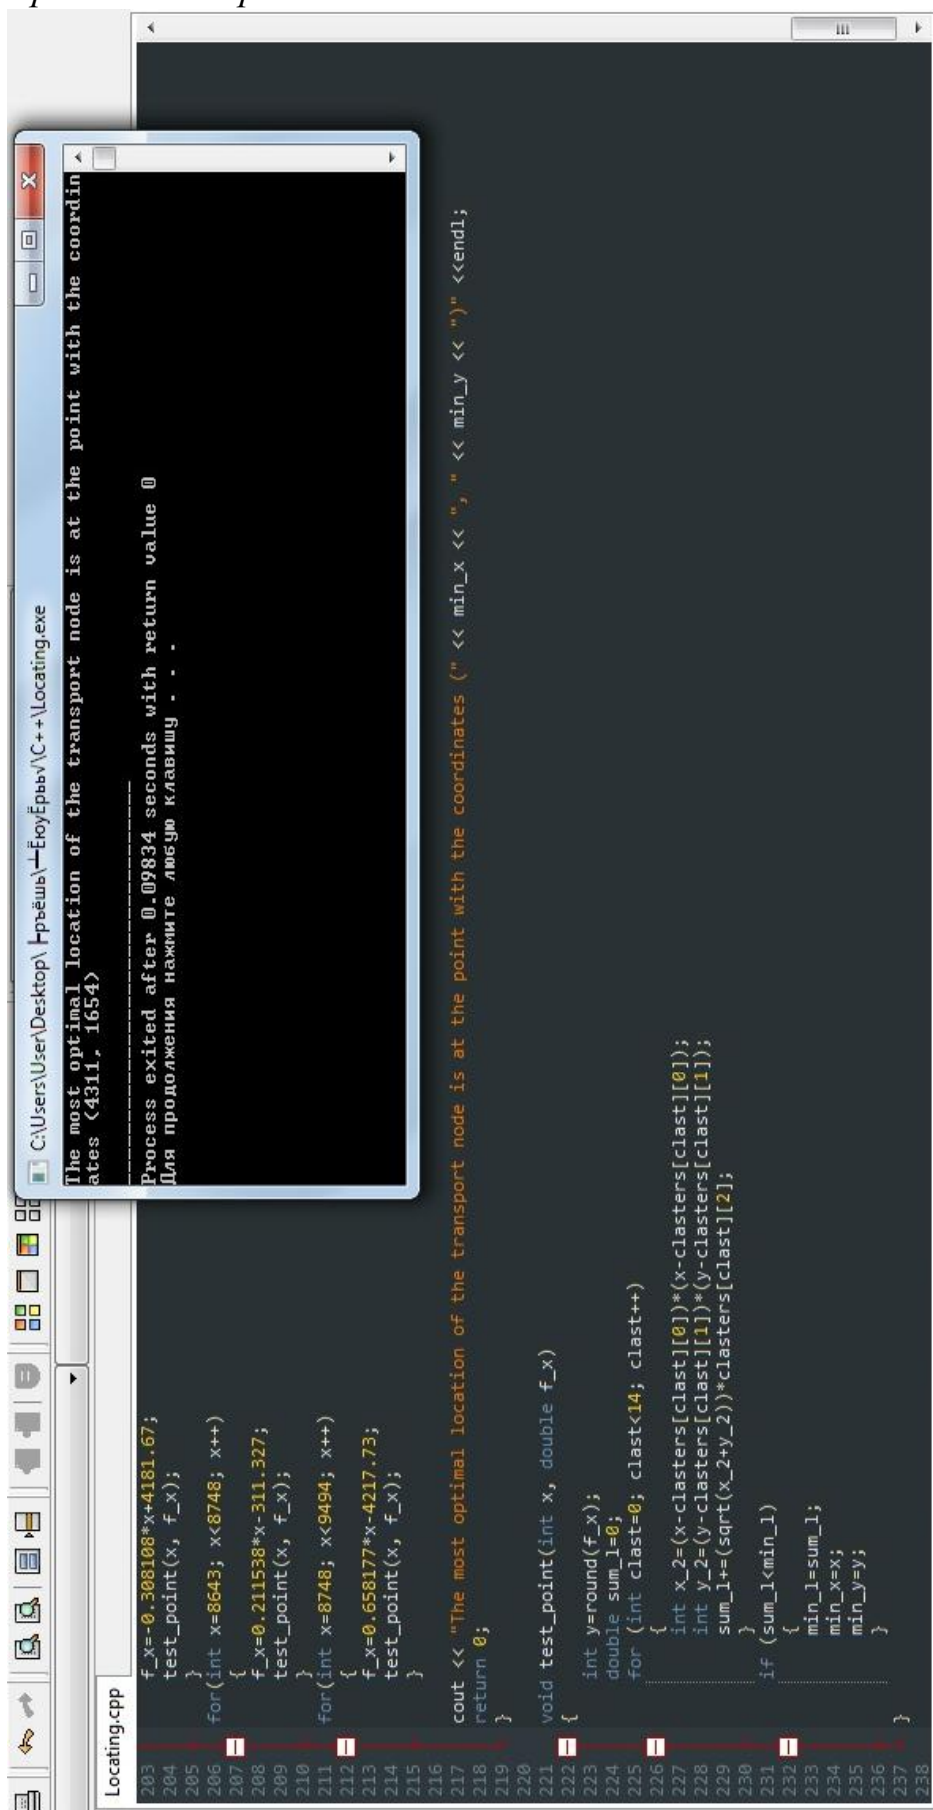 C:\Users\User\Desktop\
\C++\Locating.exe
The most optimal location of the transport node is at the point with the coordin
ates (4311, 1654)
--------------------------------
Process exited after 0.09834 seconds with return value 0
Для продолжения нажмите любую клавишу . . .
Locating.cpp
203 f_x=-0.308108*x+4181.67;
204 test_point(x, f_x);
205 }
206 for(int x=8643; x<8748; x++)
207 {
208 f_x=0.211538*x-311.327;
209 test_point(x, f_x);
210 }
211 for(int x=8748; x<9494; x++)
212 {
213 f_x=0.658177*x-4217.73;
214 test_point(x, f_x);
215 }
216
217 cout << "The most optimal location of the transport node is at the point with the coordinates (" << min_x << ", " << min_y << ")" <<endl;
218 return 0;
219 }
220
221 void test_point(int x, double f_x)
222 {
223 int y=round(f_x);
224 double sum_l=0;
225 for (int clast=0; clast<14; clast++)
226 {
227 int x_2=(x-clasters[clast][0])*(x-clasters[clast][0]);
228 int y_2=(y-clasters[clast][1])*(y-clasters[clast][1]);
229 sum_l+=(sqrt(x_2+y_2))*clasters[clast][2];
230 }
231 if (sum_l<min_l)
232 {
233 min_l=sum_l;
234 min_x=x;
235 min_y=y;
236 }
237 }
238